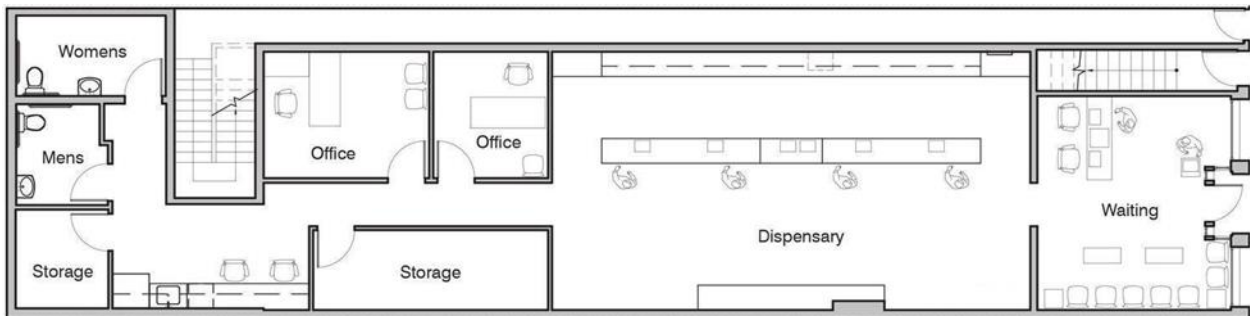 Womens
Mens
Storage
Office
Office
Storage
Dispensary
Waiting